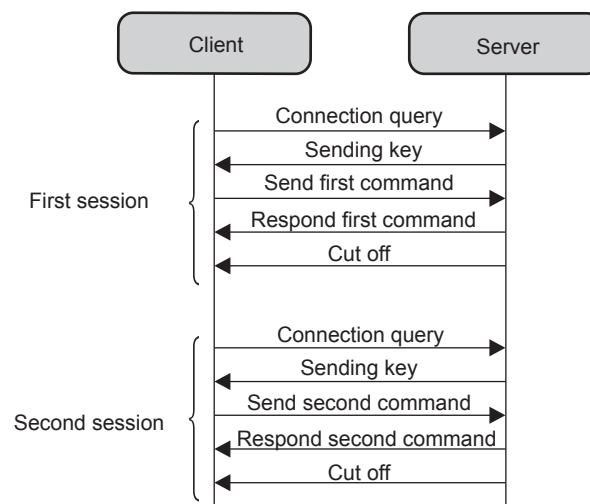 Client
Server
Connection query
Sending key
Send first command
First session
Respond first command
Cut off
Connection query
Sending key
Send second command
Second session
Respond second command
Cut off